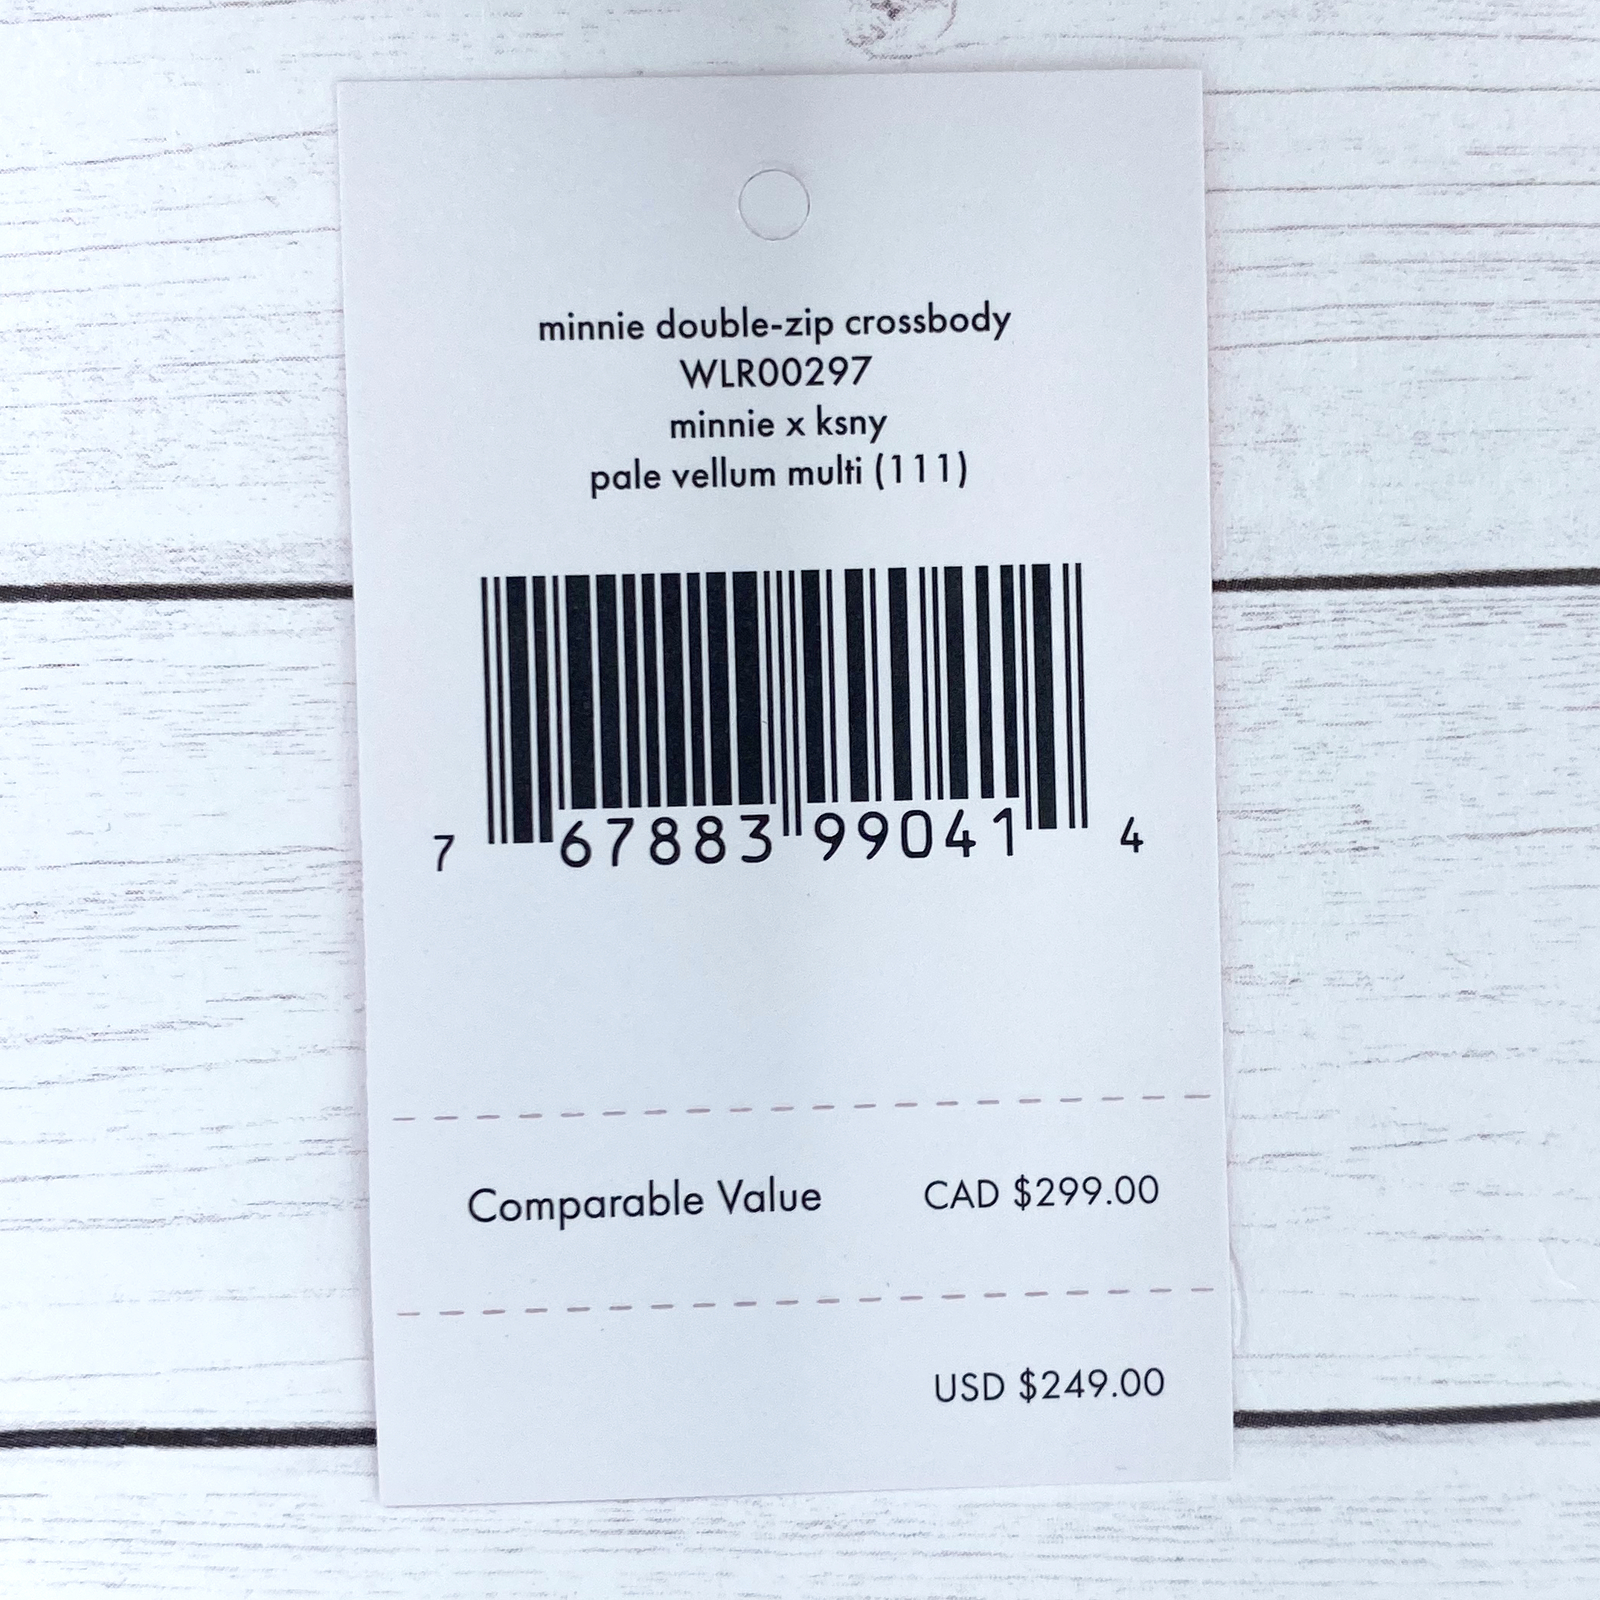 minnie double-zip crossbody
WLR00297
minnie x ksny
pale vellum multi (111)
7 67883 99041 4
Comparable Value CAD $299.00
USD $249.00